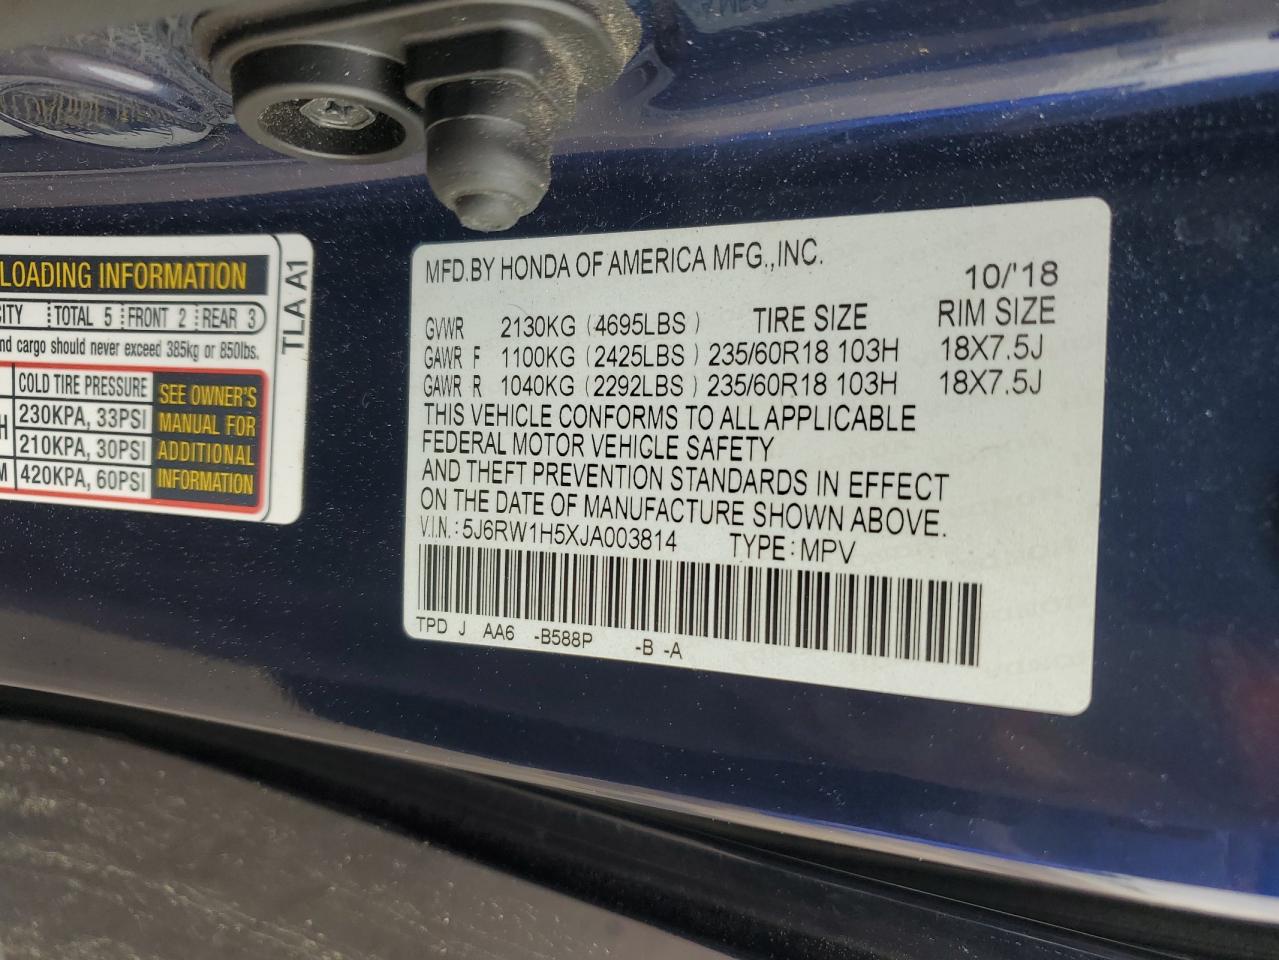 LOADING INFORMATION
CITY TOTAL 5 FRONT 2 REAR 3
nd cargo should never exceed 385kg or 850lbs.
COLD TIRE PRESSURE
H 230KPA, 33PSI
210KPA, 30PSI
M 420KPA, 60PSI
SEE OWNER'S
MANUAL FOR
ADDITIONAL
INFORMATION
TLA A1
MFD.BY HONDA OF AMERICA MFG.,INC.
10/'18
GVWR 2130KG (4695LBS) TIRE SIZE RIM SIZE
GAWR F 1100KG (2425LBS) 235/60R18 103H 18X7.5J
GAWR R 1040KG (2292LBS) 235/60R18 103H 18X7.5J
THIS VEHICLE CONFORMS TO ALL APPLICABLE
FEDERAL MOTOR VEHICLE SAFETY
AND THEFT PREVENTION STANDARDS IN EFFECT
ON THE DATE OF MANUFACTURE SHOWN ABOVE.
V.I.N.: 5J6RW1H5XJA003814 TYPE: MPV
TPD J AA6 -B588P -B -A